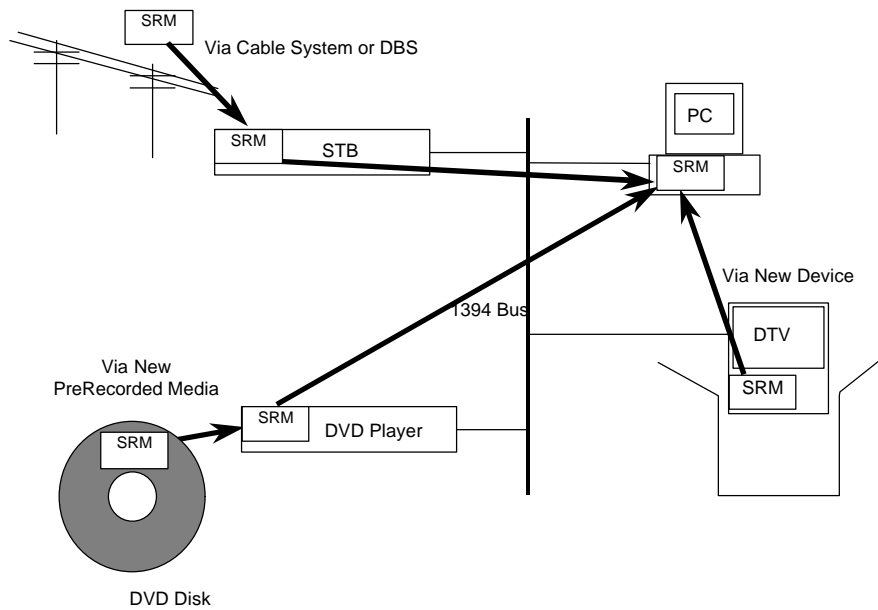 SRM
Via Cable System or DBS
SRM
STB
PC
SRM
Via New Device
1394 Bus
DTV
SRM
Via New
PreRecorded Media
SRM
DVD Player
SRM
DVD Disk